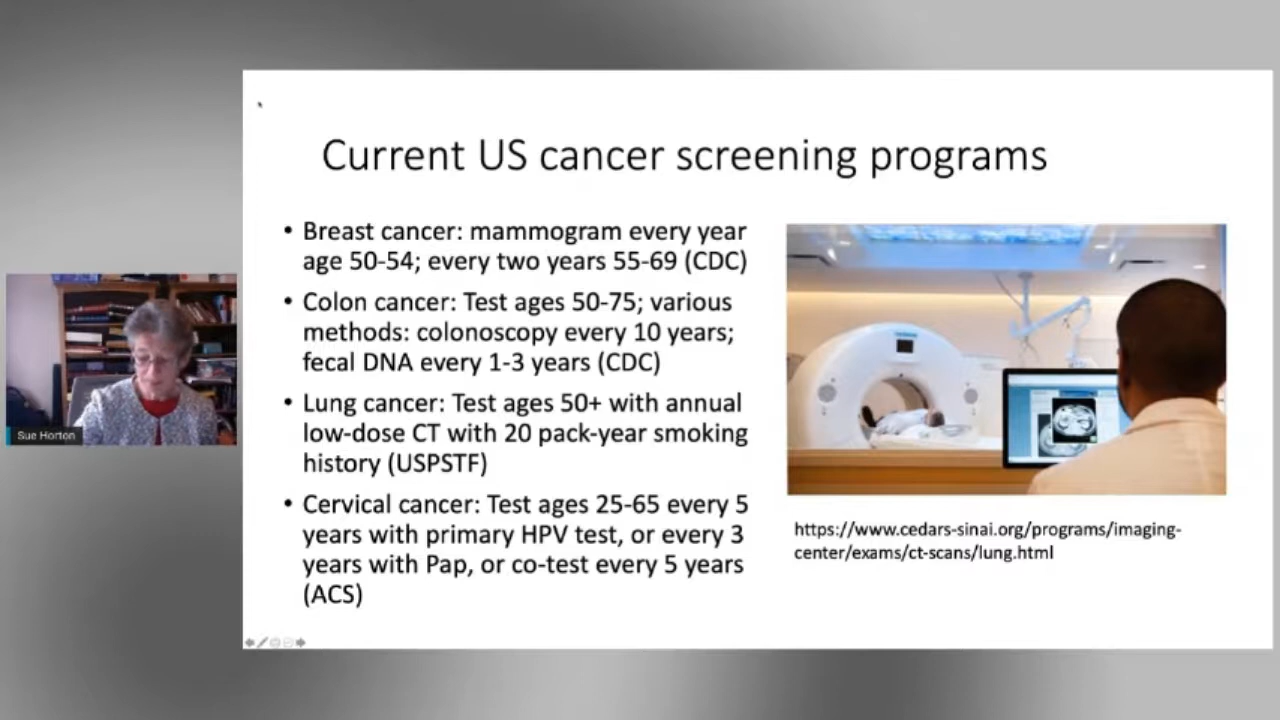 Current US cancer screening programs
• Breast cancer: mammogram every year
age 50-54; every two years 55-69 (CDC)
• Colon cancer: Test ages 50-75; various
methods: colonoscopy every 10 years;
fecal DNA every 1-3 years (CDC)
• Lung cancer: Test ages 50+ with annual
low-dose CT with 20 pack-year smoking
history (USPSTF)
• Cervical cancer: Test ages 25-65 every 5
years with primary HPV test, or every 3
years with Pap, or co-test every 5 years
(ACS)
https://www.cedars-sinai.org/programs/imaging-
center/exams/ct-scans/lung.html
Sue Horton